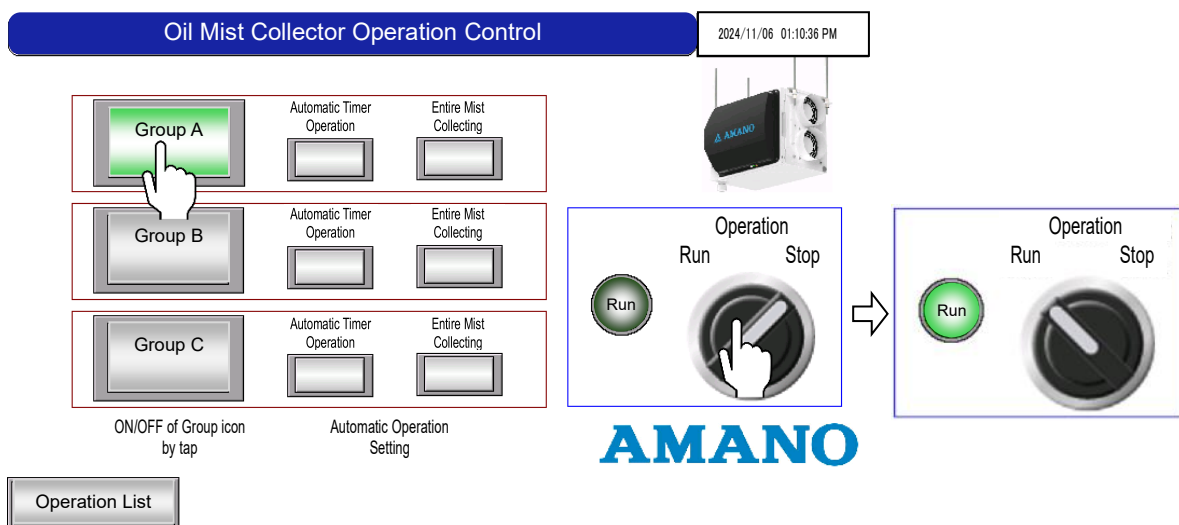 Oil Mist Collector Operation Control
2024/11/06 01:10:36 PM
AMANO
Group A
Automatic Timer
Operation
Entire Mist
Collecting
Group B
Automatic Timer
Operation
Entire Mist
Collecting
Group C
Automatic Timer
Operation
Entire Mist
Collecting
ON/OFF of Group icon
by tap
Automatic Operation
Setting
Operation
Run Stop
Run
Operation
Run Stop
Run
AMANO
Operation List